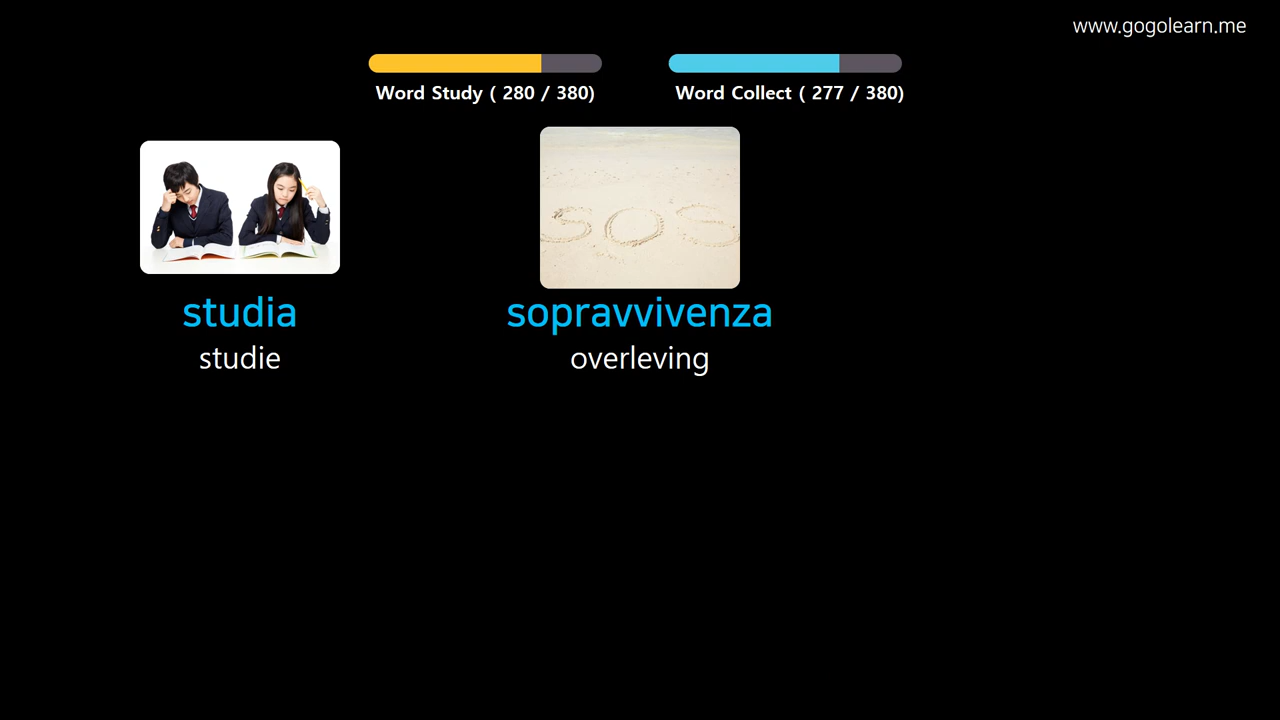 www.gogolearn.me
Word Study ( 280 / 380)
Word Collect ( 277 / 380)
SOS
studia
sopravvivenza
studie
overleving